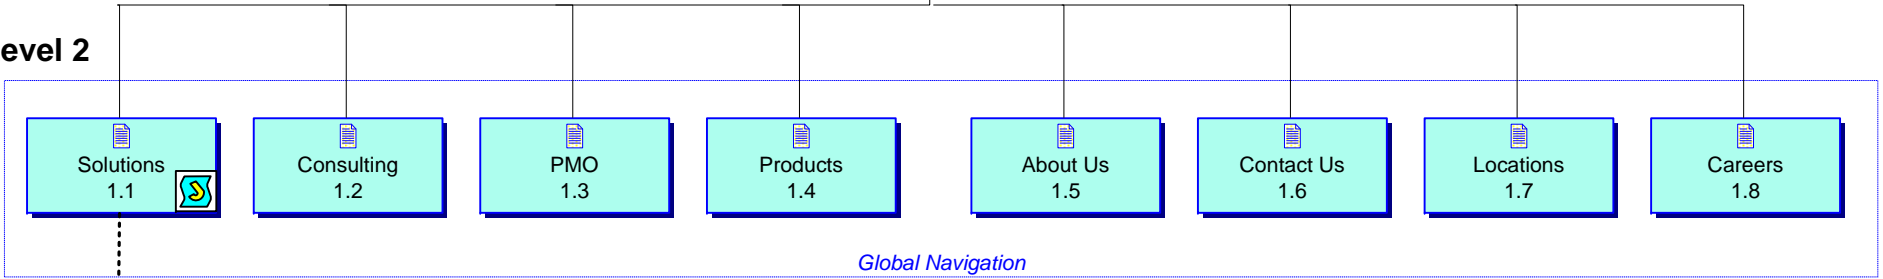 evel 2
Solutions
1.1
Consulting
1.2
PMO
1.3
Products
1.4
About Us
1.5
Contact Us
1.6
Locations
1.7
Careers
1.8
Global Navigation